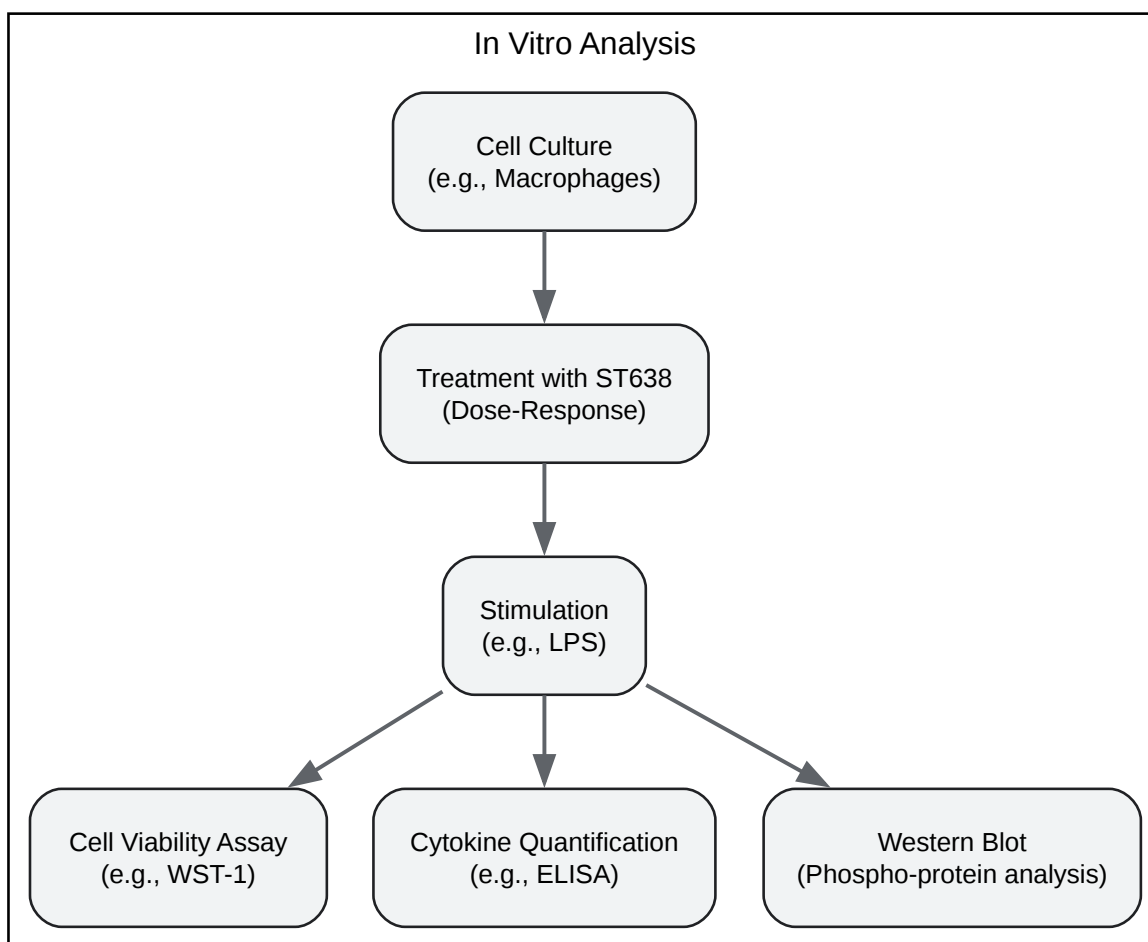 In Vitro Analysis
Cell Culture
(e.g., Macrophages)
Treatment with ST638
(Dose-Response)
Stimulation
(e.g., LPS)
Cell Viability Assay
(e.g., WST-1)
Cytokine Quantification
(e.g., ELISA)
Western Blot
(Phospho-protein analysis)